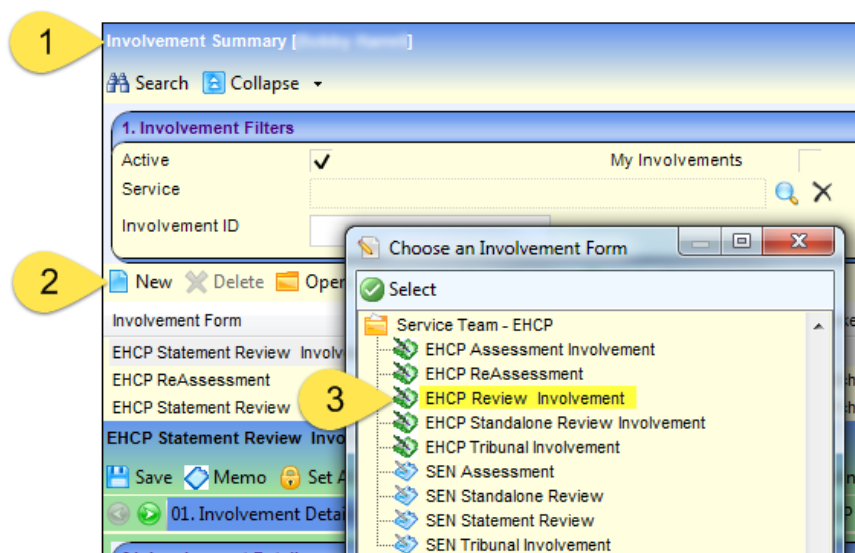 1
Involvement Summary [ ]
Search Collapse
1. Involvement Filters
Active My Involvements
Service
Involvement ID
Choose an Involvement Form
2
New Delete Open
Select
Involvement Form
Service Team - EHCP
EHCP Statement Review
EHCP Assessment Involvement
EHCP ReAssessment
EHCP ReAssessment
3
EHCP Statement Review
EHCP Review Involvement
EHCP Standalone Review Involvement
EHCP Statement Review
EHCP Tribunal Involvement
Save Memo Set
SEN Assessment
SEN Standalone Review
01. Involvement
SEN Statement Review
SEN Tribunal Involvement